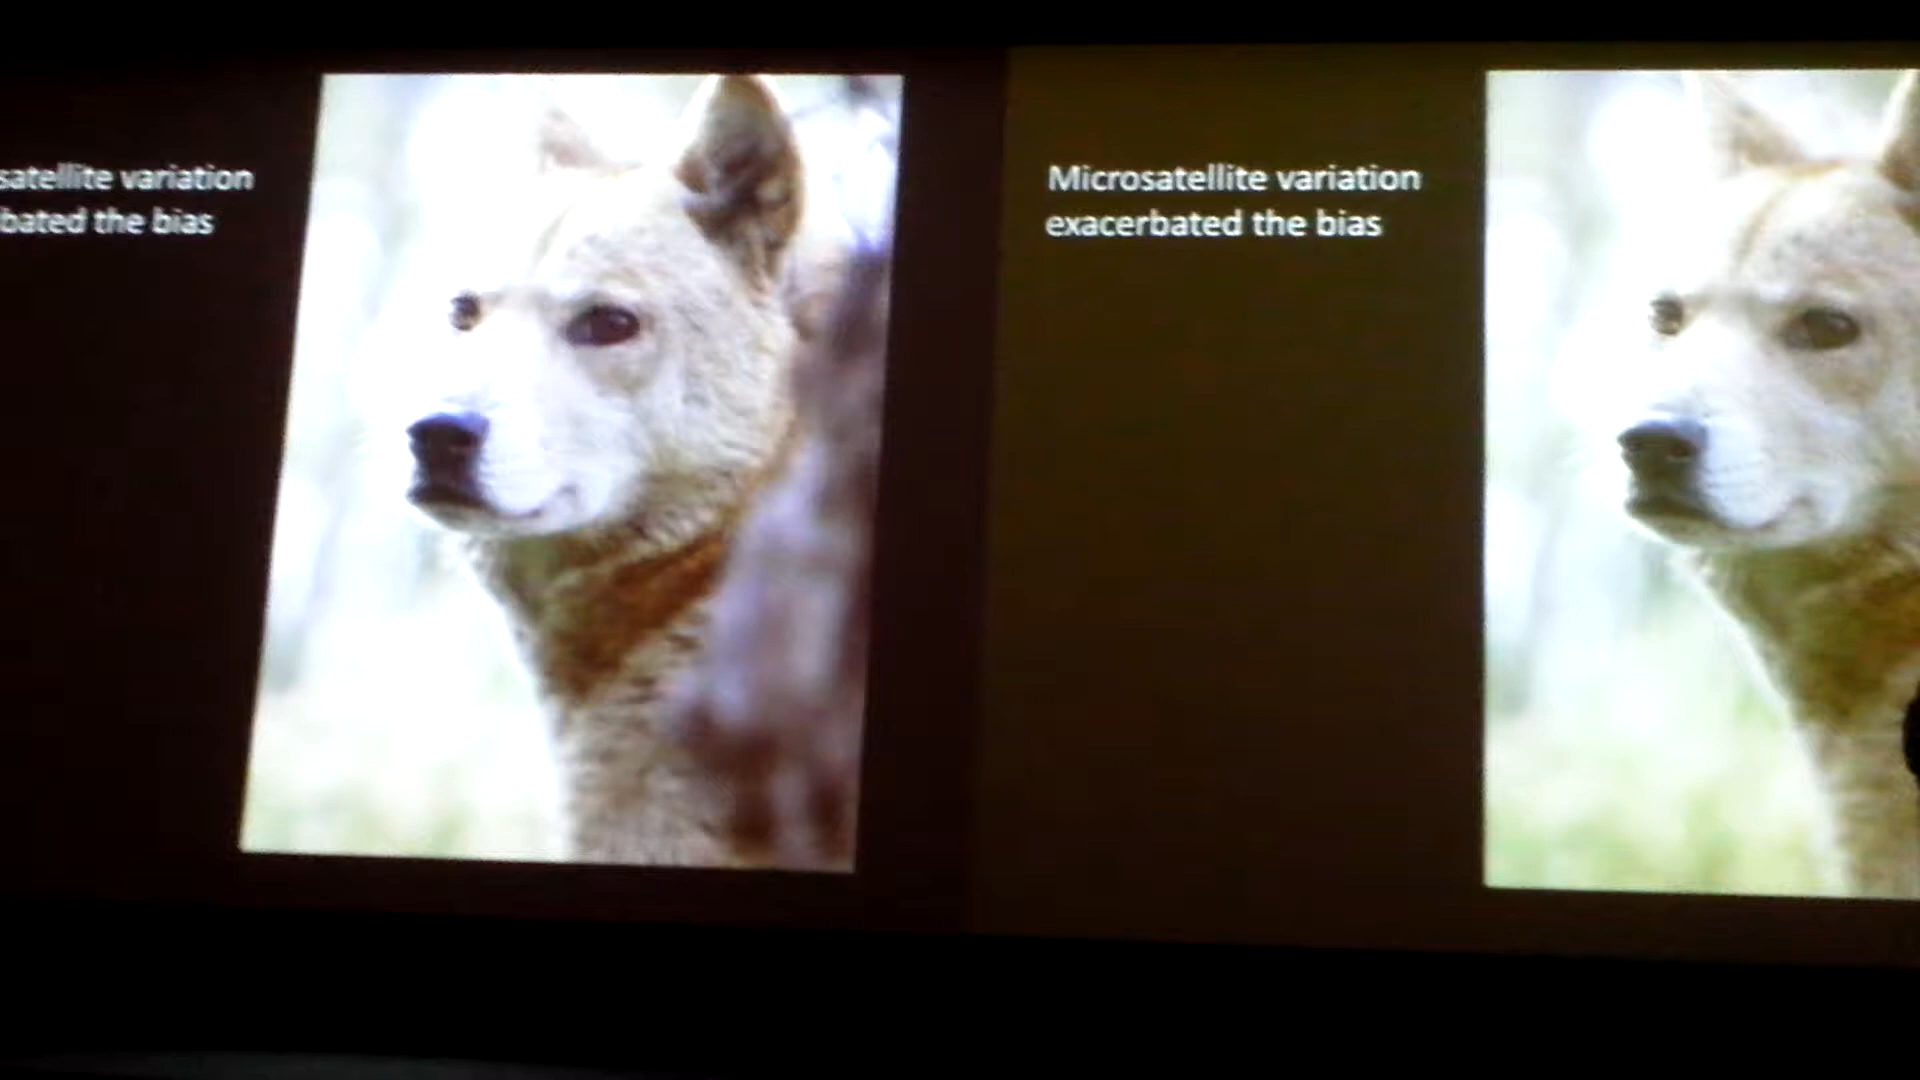 satellite variation
bated the bias
Microsatellite variation
exacerbated the bias